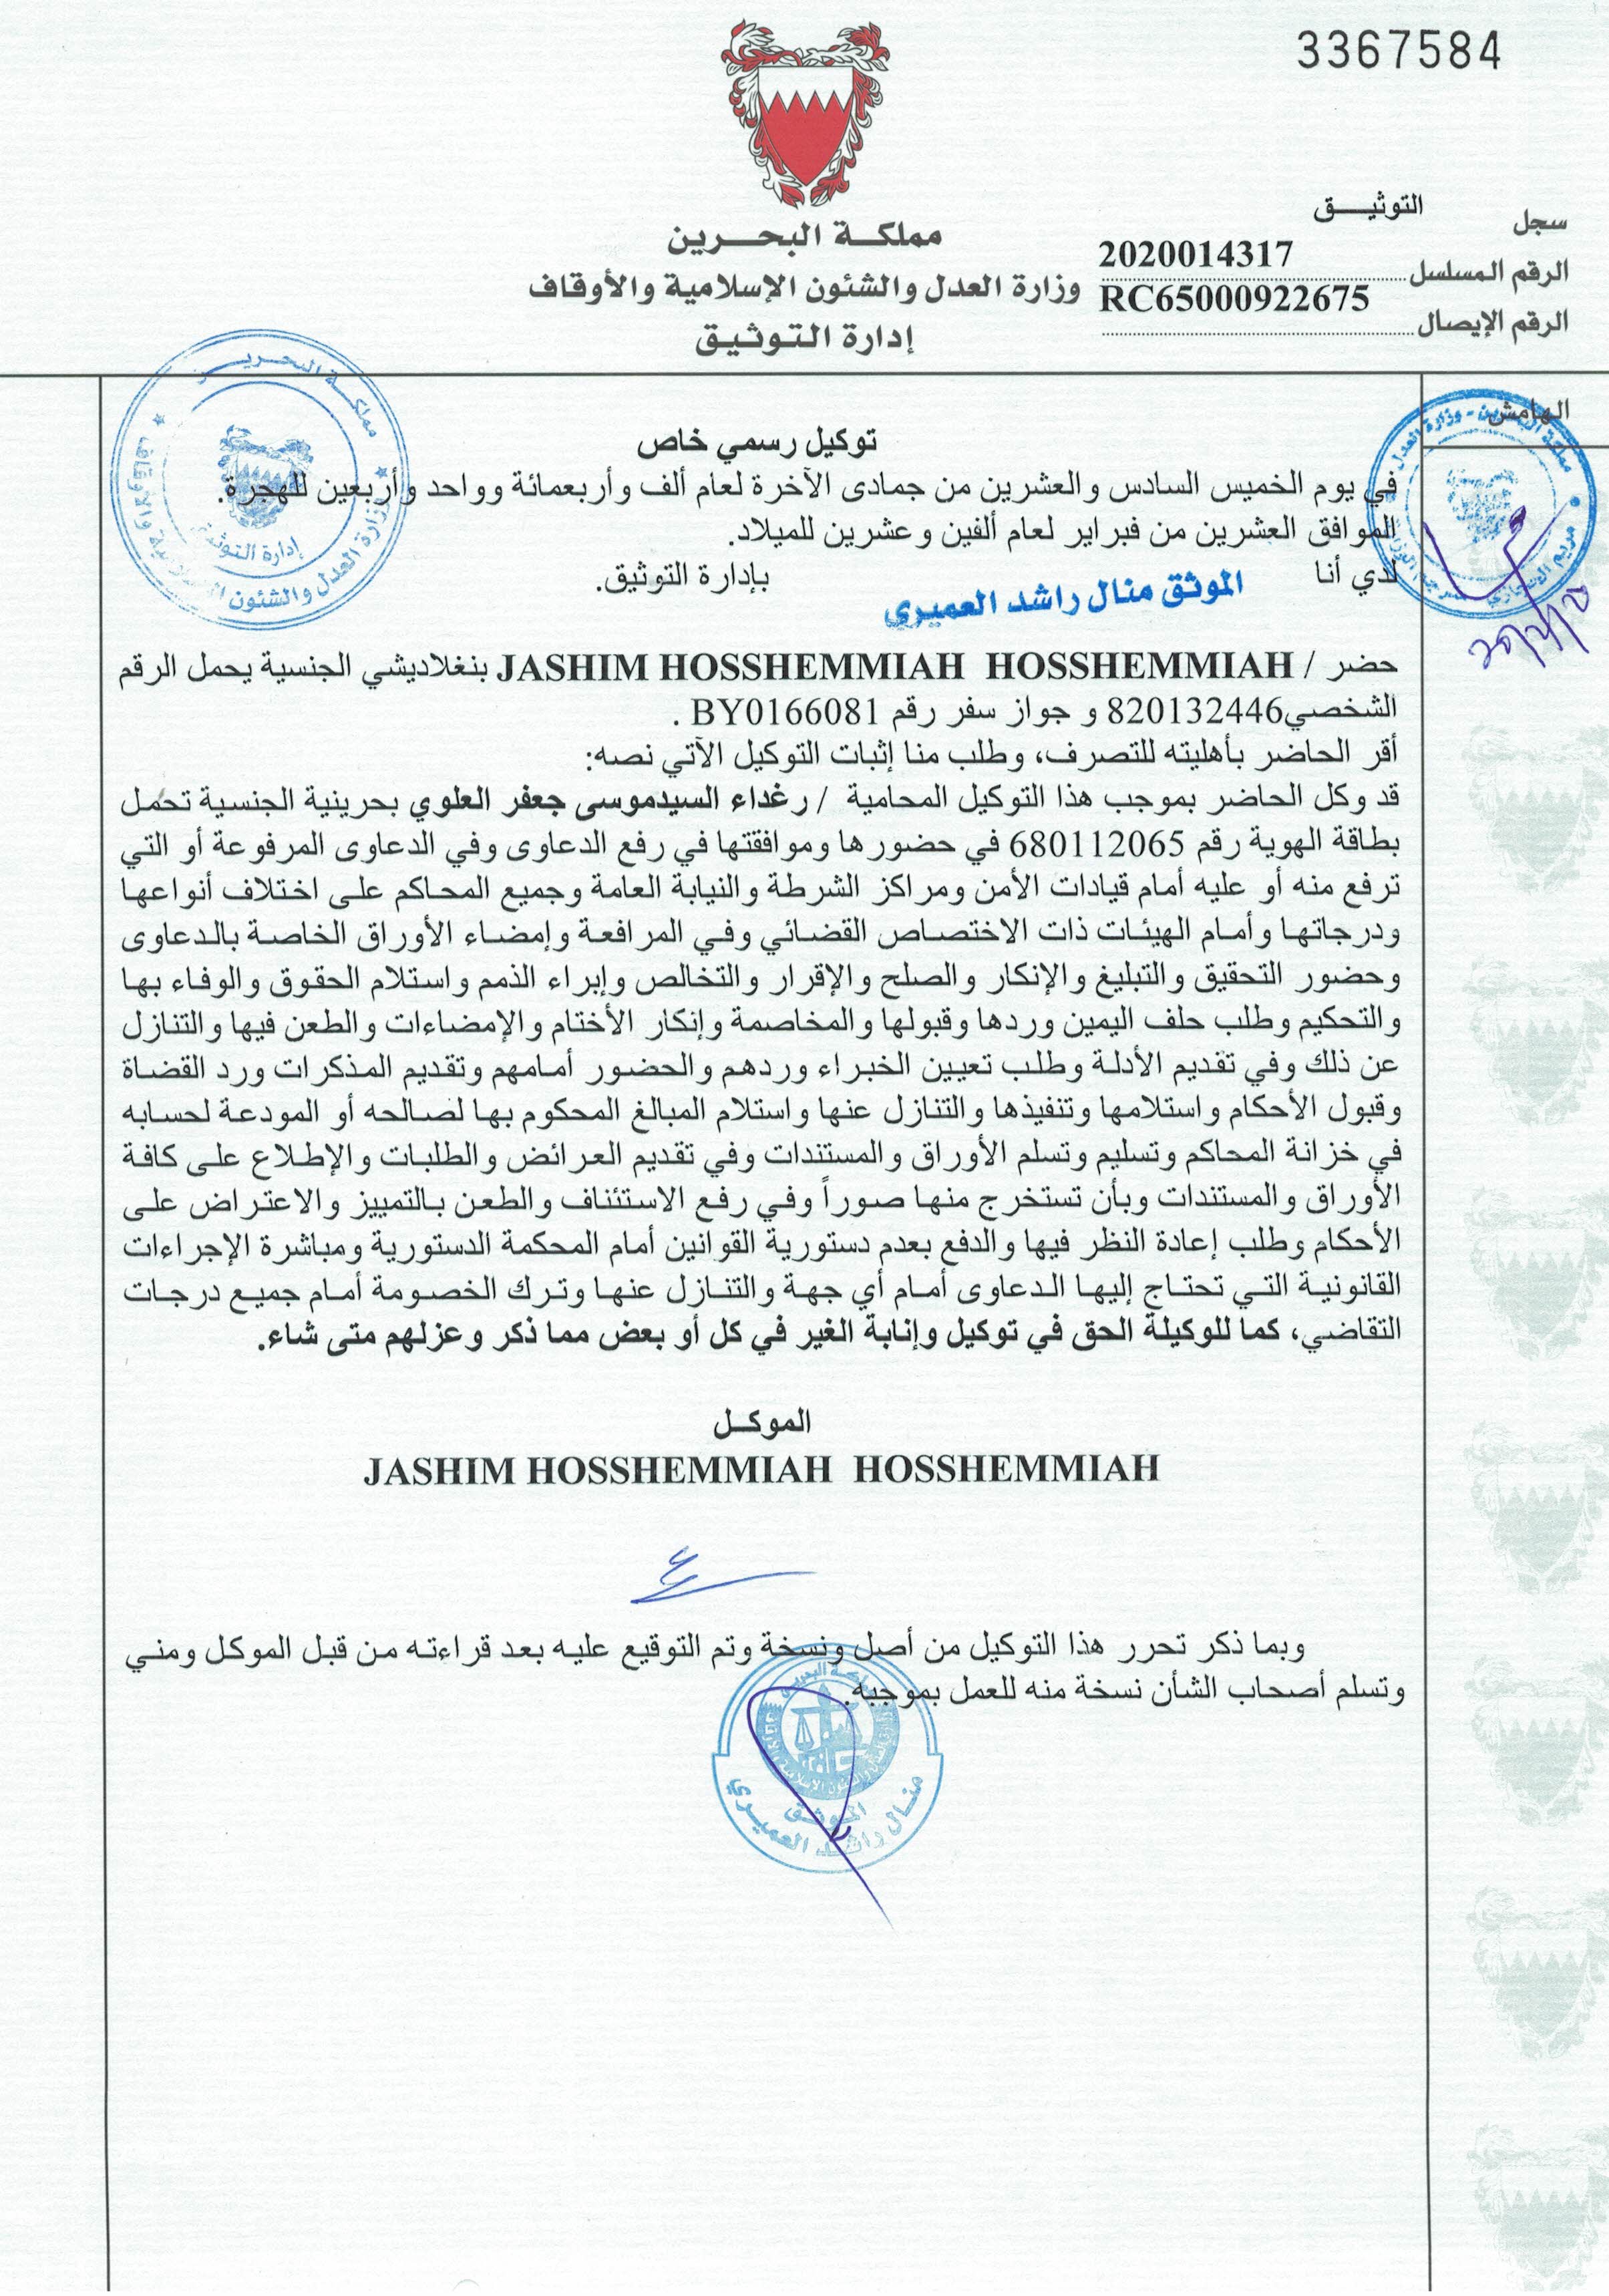 3367584
مملكة البحرين
وزارة العدل والشئون الإسلامية والأوقاف
إدارة التوثيق
سجل التوثيق
الرقم المسلسل 2020014317
الرقم الإيصال RC65000922675
الهامش
توكيل رسمي خاص
في يوم الخميس السادس والعشرين من جمادى الآخرة لعام ألف وأربعمائة وواحد وأربعين للهجرة.
الموافق العشرين من فبراير لعام ألفين وعشرين للميلاد.
لدي أنا الموثق منال راشد العميري بإدارة التوثيق.
حضر / JASHIM HOSSHEMMIAH HOSSHEMMIAH بنغلاديشي الجنسية يحمل الرقم
الشخصي820132446 و جواز سفر رقم BY0166081 .
أقر الحاضر بأهليته للتصرف، وطلب منا إثبات التوكيل الآتي نصه:
قد وكل الحاضر بموجب هذا التوكيل المحامية / رغداء السيدموسى جعفر العلوي بحرينية الجنسية تحمل
بطاقة الهوية رقم 680112065 في حضورها وموافقتها في رفع الدعاوى وفي الدعاوى المرفوعة أو التي
ترفع منه أو عليه أمام قيادات الأمن ومراكز الشرطة والنيابة العامة وجميع المحاكم على اختلاف أنواعها
ودرجاتها وأمام الهيئات ذات الاختصاص القضائي وفي المرافعة وإمضاء الأوراق الخاصة بالدعاوى
وحضور التحقيق والتبليغ والإنكار والصلح والإقرار والتخالص وإبراء الذمم واستلام الحقوق والوفاء بها
والتحكيم وطلب حلف اليمين وردها وقبولها والمخاصمة وإنكار الأختام والإمضاءات والطعن فيها والتنازل
عن ذلك وفي تقديم الأدلة وطلب تعيين الخبراء وردهم والحضور أمامهم وتقديم المذكرات ورد القضاة
وقبول الأحكام واستلامها وتنفيذها والتنازل عنها واستلام المبالغ المحكوم بها لصالحه أو المودعة لحسابه
في خزانة المحاكم وتسليم وتسلم الأوراق والمستندات وفي تقديم العرائض والطلبات والإطلاع على كافة
الأوراق والمستندات وبأن تستخرج منها صوراً وفي رفع الاستئناف والطعن بالتمييز والاعتراض على
الأحكام وطلب إعادة النظر فيها والدفع بعدم دستورية القوانين أمام المحكمة الدستورية ومباشرة الإجراءات
القانونية التي تحتاج إليها الدعاوى أمام أي جهة والتنازل عنها وترك الخصومة أمام جميع درجات
التقاضي، كما للوكيلة الحق في توكيل وإنابة الغير في كل أو بعض مما ذكر وعزلهم متى شاء.
الموكل
JASHIM HOSSHEMMIAH HOSSHEMMIAH
وبما ذكر تحرر هذا التوكيل من أصل ونسخة وتم التوقيع عليه بعد قراءته من قبل الموكل ومني
وتسلم أصحاب الشأن نسخة منه للعمل بموجبه.
الموثق
منال راشد العميري